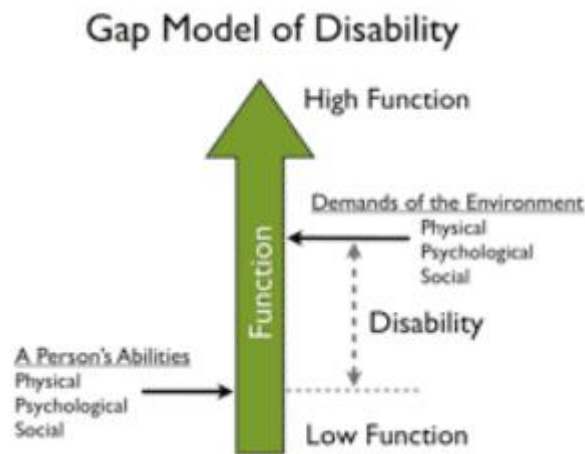 Gap Model of Disability
High Function
Demands of the Environment
Physical
Psychological
Social
Function
Disability
A Person's Abilities
Physical
Psychological
Social
Low Function